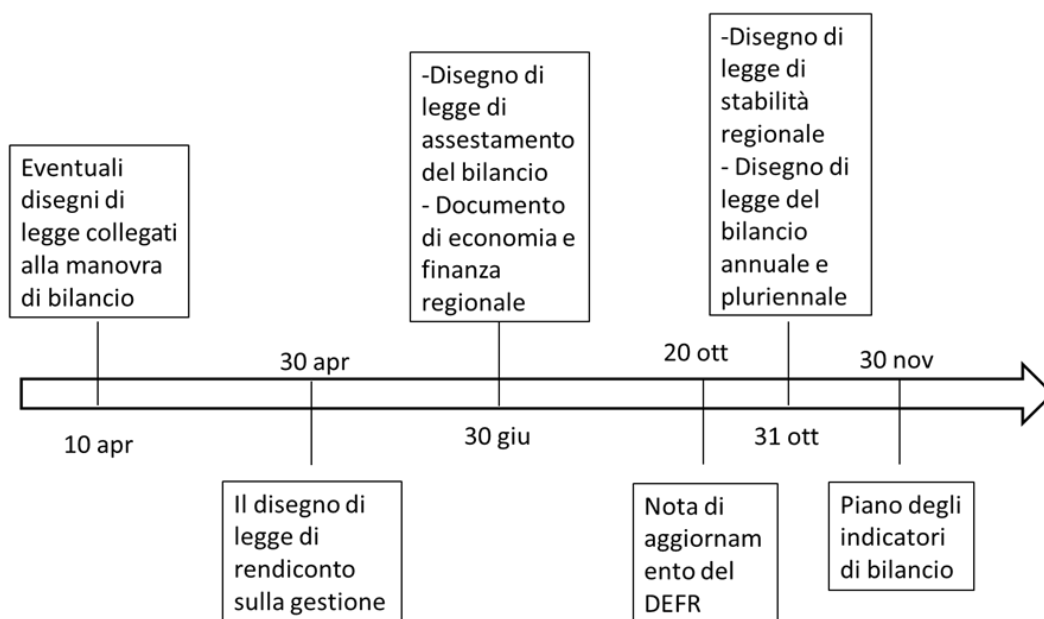 Eventuali
disegni di
legge collegati
alla manovra
di bilancio
10 apr
30 apr
Il disegno di
legge di
rendiconto
sulla gestione
-Disegno di
legge di
assestamento
del bilancio
- Documento
di economia e
finanza
regionale
30 giu
20 ott
Nota di
aggiornam
ento del
DEFR
-Disegno di
legge di
stabilità
regionale
- Disegno di
legge del
bilancio
annuale e
pluriennale
31 ott
30 nov
Piano degli
indicatori
di bilancio